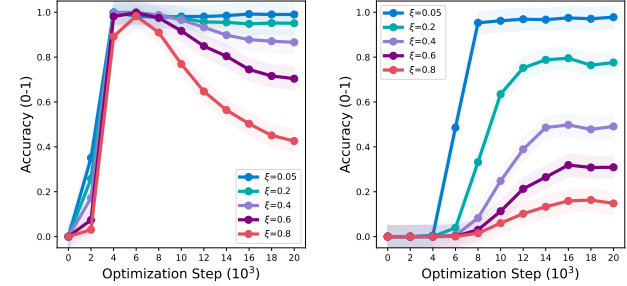 1.0
0.8
0.6
0.4
0.2
0.0
Accuracy (0-1)
0 2 4 6 8 10 12 14 16 18 20
Optimization Step (10³)
ξ=0.05
ξ=0.2
ξ=0.4
ξ=0.6
ξ=0.8
1.0
0.8
0.6
0.4
0.2
0.0
Accuracy (0-1)
0 2 4 6 8 10 12 14 16 18 20
Optimization Step (10³)
ξ=0.05
ξ=0.2
ξ=0.4
ξ=0.6
ξ=0.8